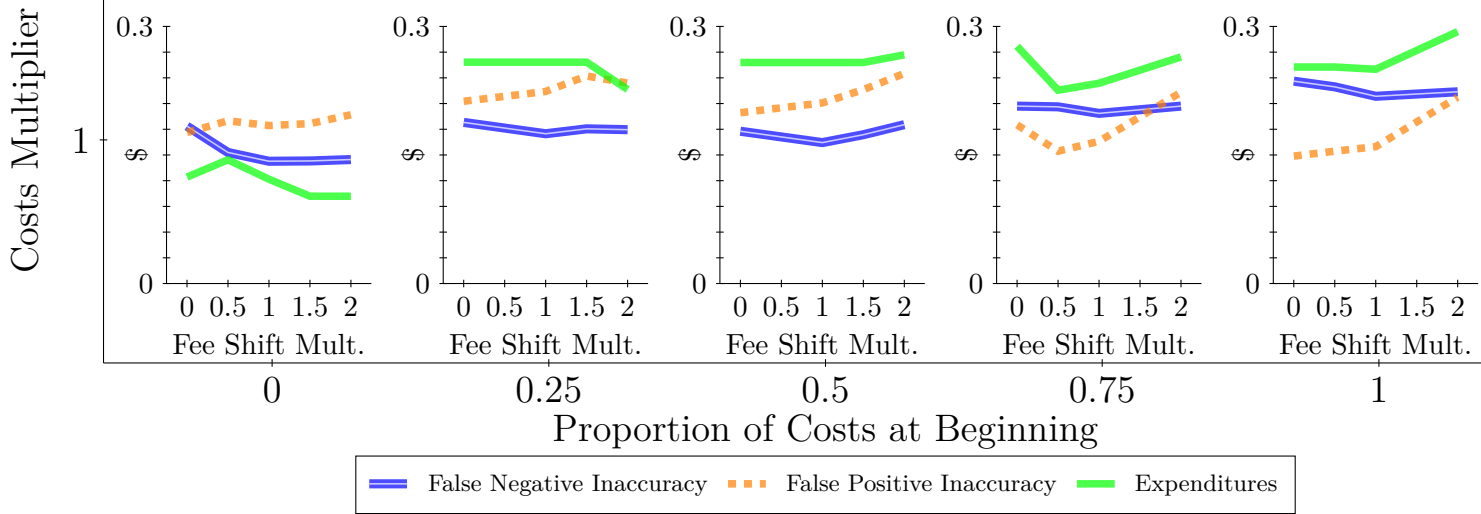 Costs Multiplier
1
0.3
$
0
0 0.5 1 1.5 2
Fee Shift Mult.
0.3
$
0
0 0.5 1 1.5 2
Fee Shift Mult.
0.3
$
0
0 0.5 1 1.5 2
Fee Shift Mult.
0.3
$
0
0 0.5 1 1.5 2
Fee Shift Mult.
0.3
$
0
0 0.5 1 1.5 2
Fee Shift Mult.
0 0.25 0.5 0.75 1
Proportion of Costs at Beginning
False Negative Inaccuracy False Positive Inaccuracy Expenditures